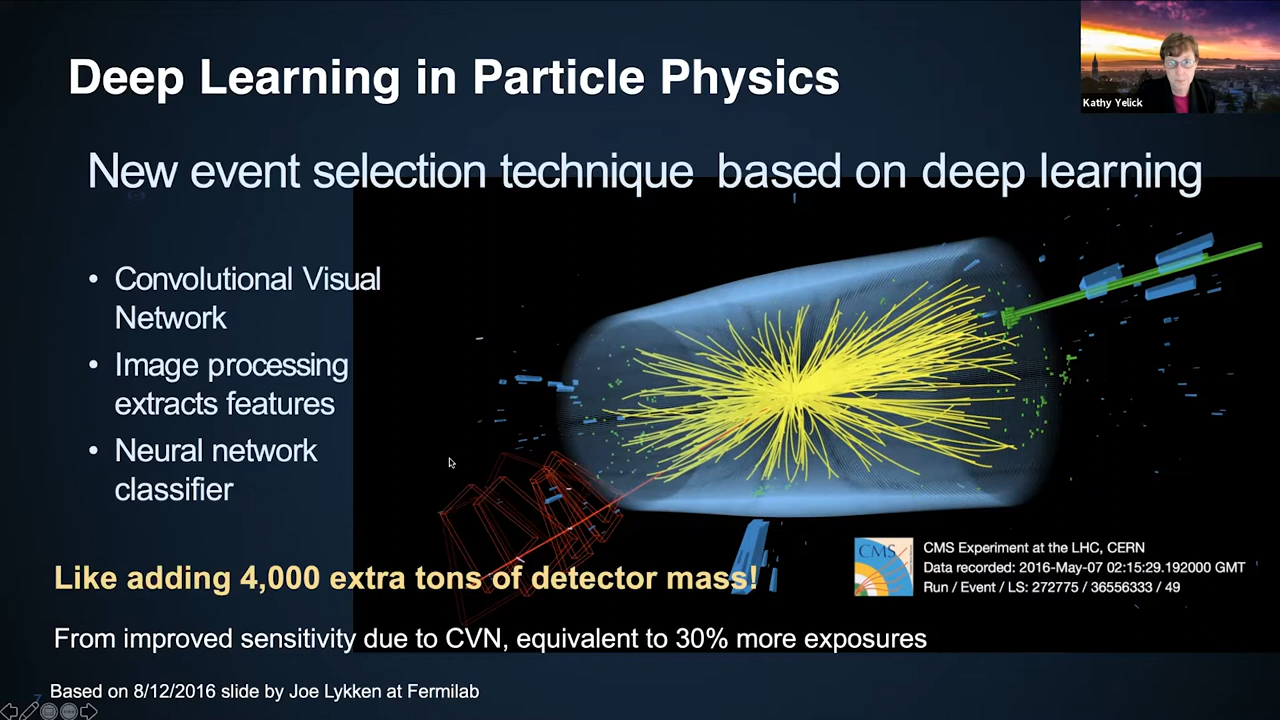 Deep Learning in Particle Physics
Kathy Yelick
New event selection technique based on deep learning
• Convolutional Visual
Network
• Image processing
extracts features
• Neural network
classifier
CMS
CMS Experiment at the LHC, CERN
Data recorded: 2016-May-07 02:15:29.192000 GMT
Run / Event / LS: 272775 / 36556333 / 49
Like adding 4,000 extra tons of detector mass!
From improved sensitivity due to CVN, equivalent to 30% more exposures
7
Based on 8/12/2016 slide by Joe Lykken at Fermilab